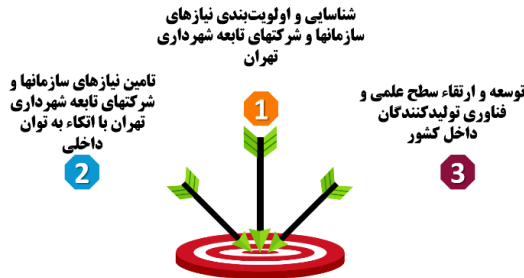 شناسایی و اولویت‌بندی نیازهای
سازمانها و شرکتهای تابعه شهرداری
تهران
1
تامین نیازهای سازمانها و
شرکتهای تابعه شهرداری
تهران با اتکاء به توان
داخلی
2
توسعه و ارتقاء سطح علمی و
فناوری تولیدکنندگان
داخل کشور
3